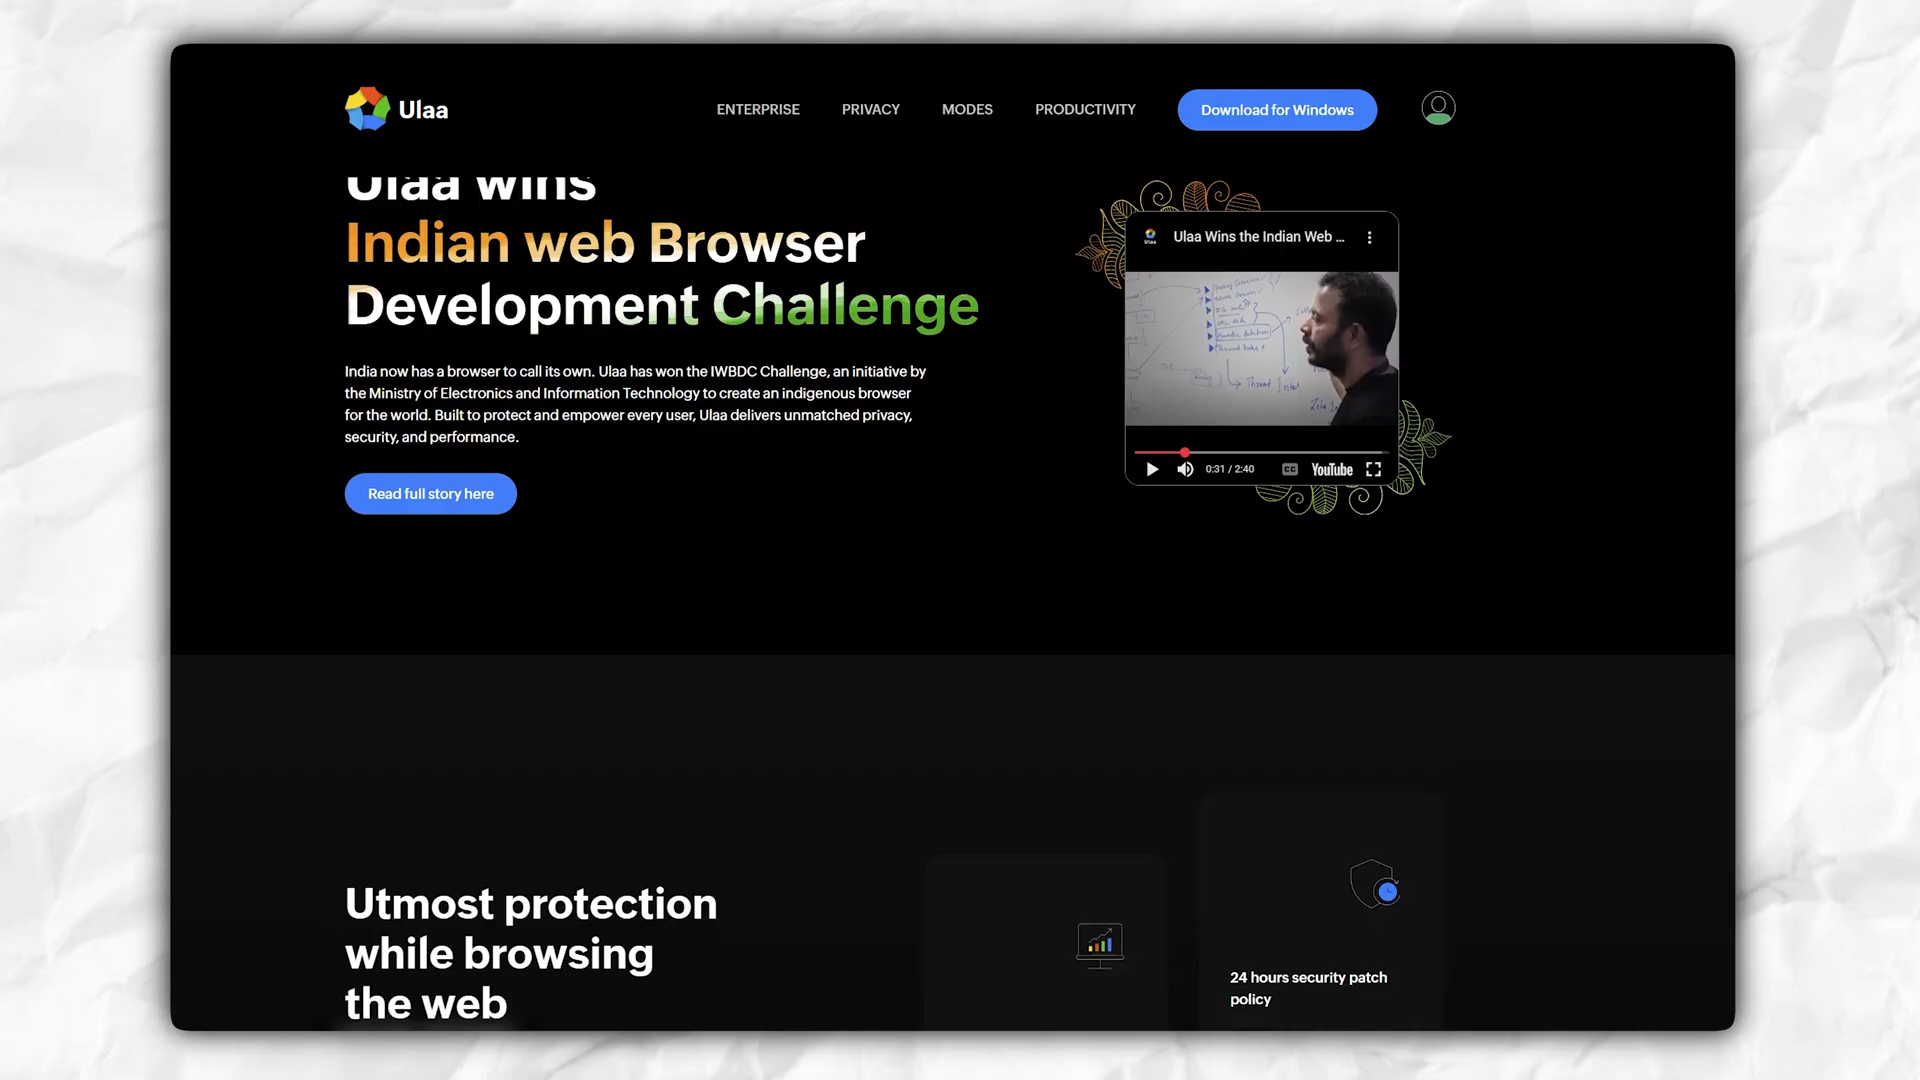 Ulaa
ENTERPRISE
PRIVACY
MODES
PRODUCTIVITY
Download for Windows
Ulaa wins
Indian web Browser
Development Challenge
India now has a browser to call its own. Ulaa has won the IWBDC Challenge, an initiative by
the Ministry of Electronics and Information Technology to create an indigenous browser
for the world. Built to protect and empower every user, Ulaa delivers unmatched privacy,
security, and performance.
Read full story here
Ulaa
Ulaa Wins the Indian Web ...
0:31 / 2:40
CC
YouTube
Utmost protection
while browsing
the web
24 hours security patch
policy